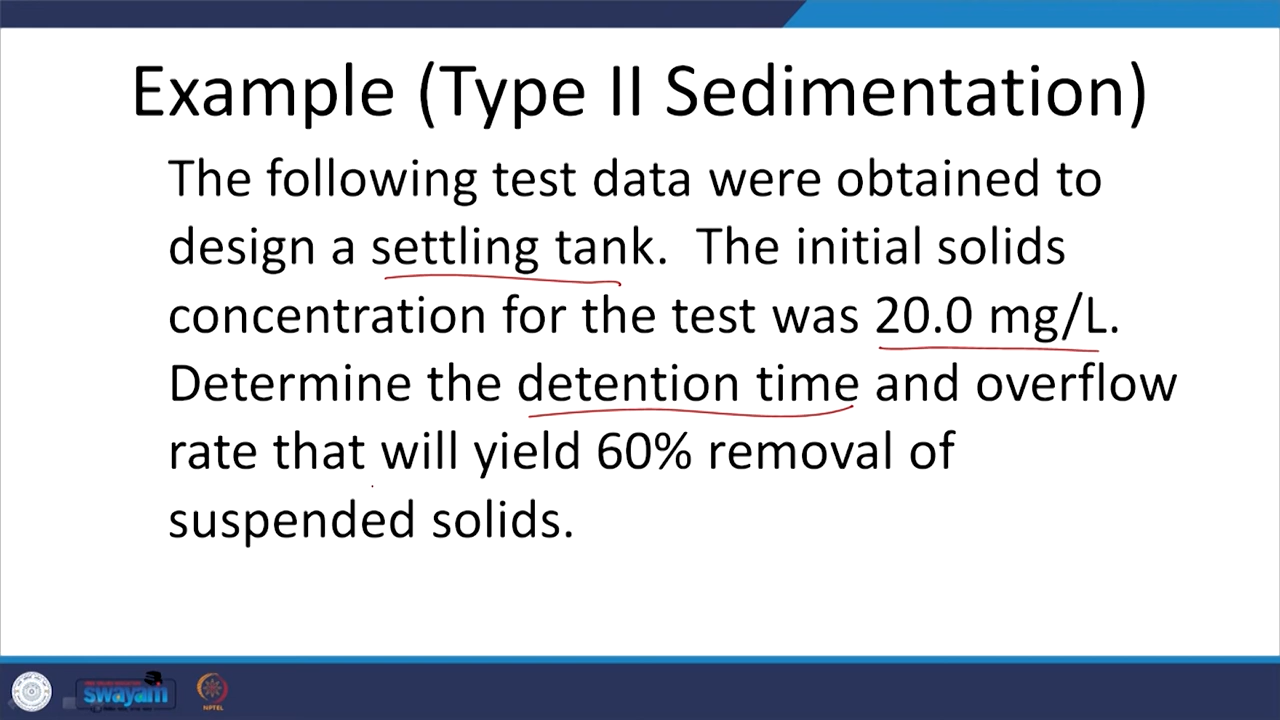 Example (Type II Sedimentation)
The following test data were obtained to
design a settling tank.  The initial solids
concentration for the test was 20.0 mg/L.
Determine the detention time and overflow
rate that will yield 60% removal of
suspended solids.
swayam
NPTEL